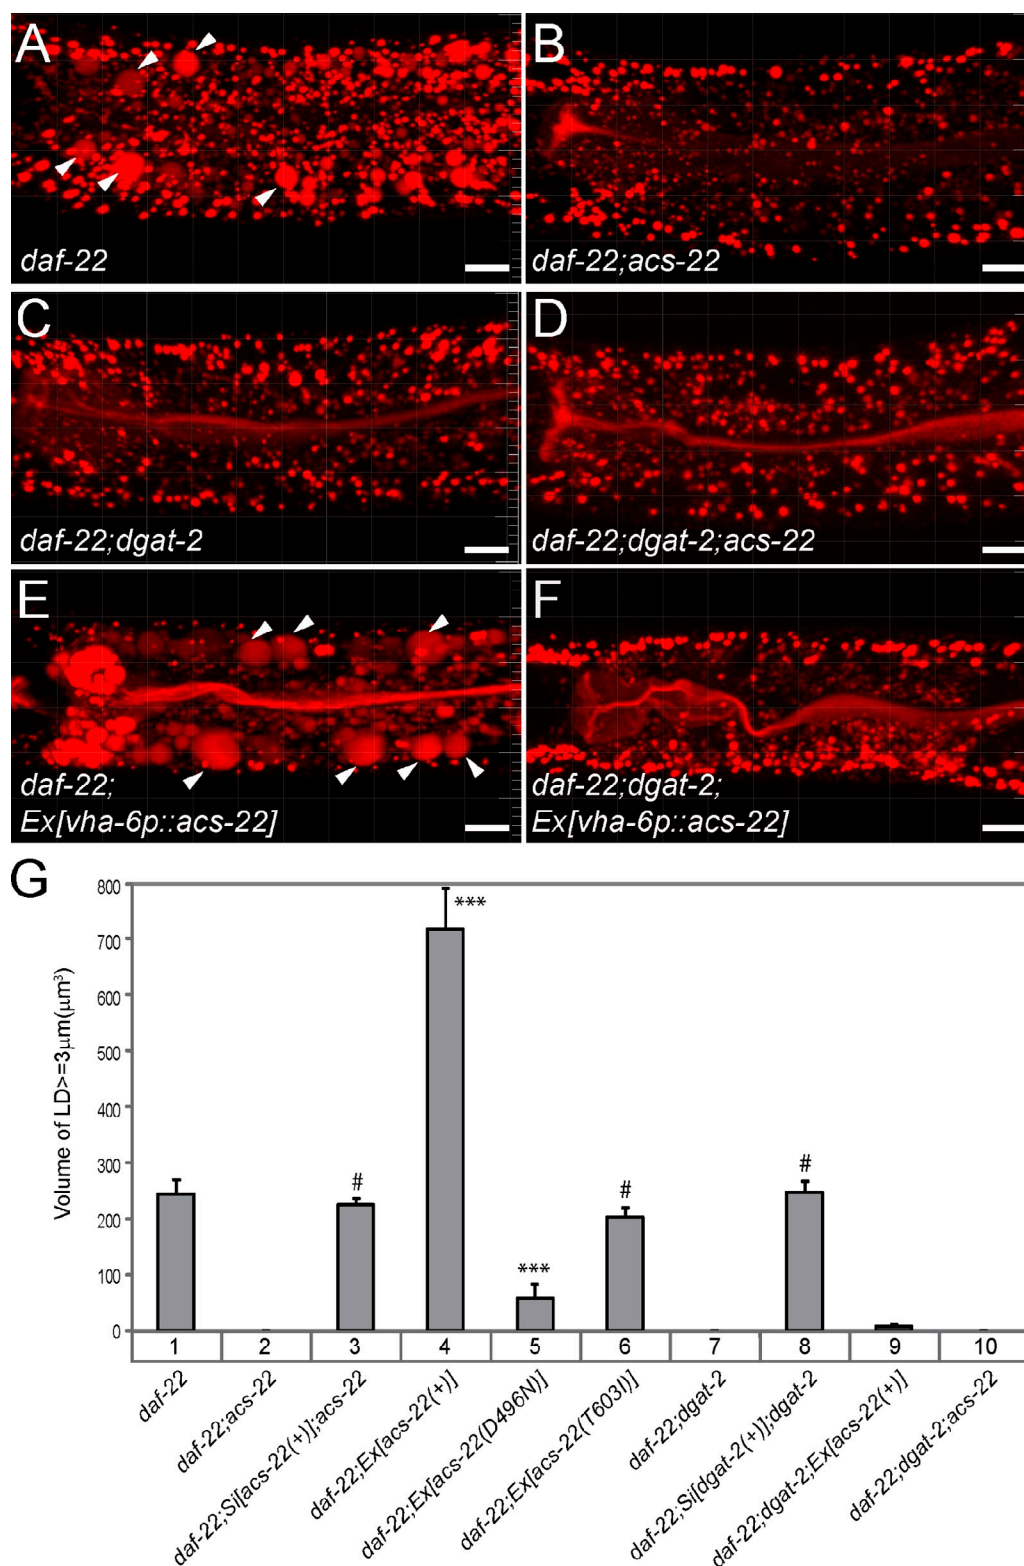 A
daf-22
B
daf-22;acs-22
C
daf-22;dgat-2
D
daf-22;dgat-2;acs-22
E
daf-22;
Ex[vha-6p::acs-22]
F
daf-22;dgat-2;
Ex[vha-6p::acs-22]
G
Volume of LD>=3μm(μm³)
800
700
600
500
400
300
200
100
0
#
***
***
#
#
1 2 3 4 5 6 7 8 9 10
daf-22
daf-22;acs-22
daf-22;Si[acs-22(+)];acs-22
daf-22;Ex[acs-22(+)]
daf-22;Ex[acs-22(D496N)]
daf-22;Ex[acs-22(T603I)]
daf-22;dgat-2
daf-22;Si[dgat-2(+)];dgat-2
daf-22;dgat-2;Ex[acs-22(+)]
daf-22;dgat-2;acs-22